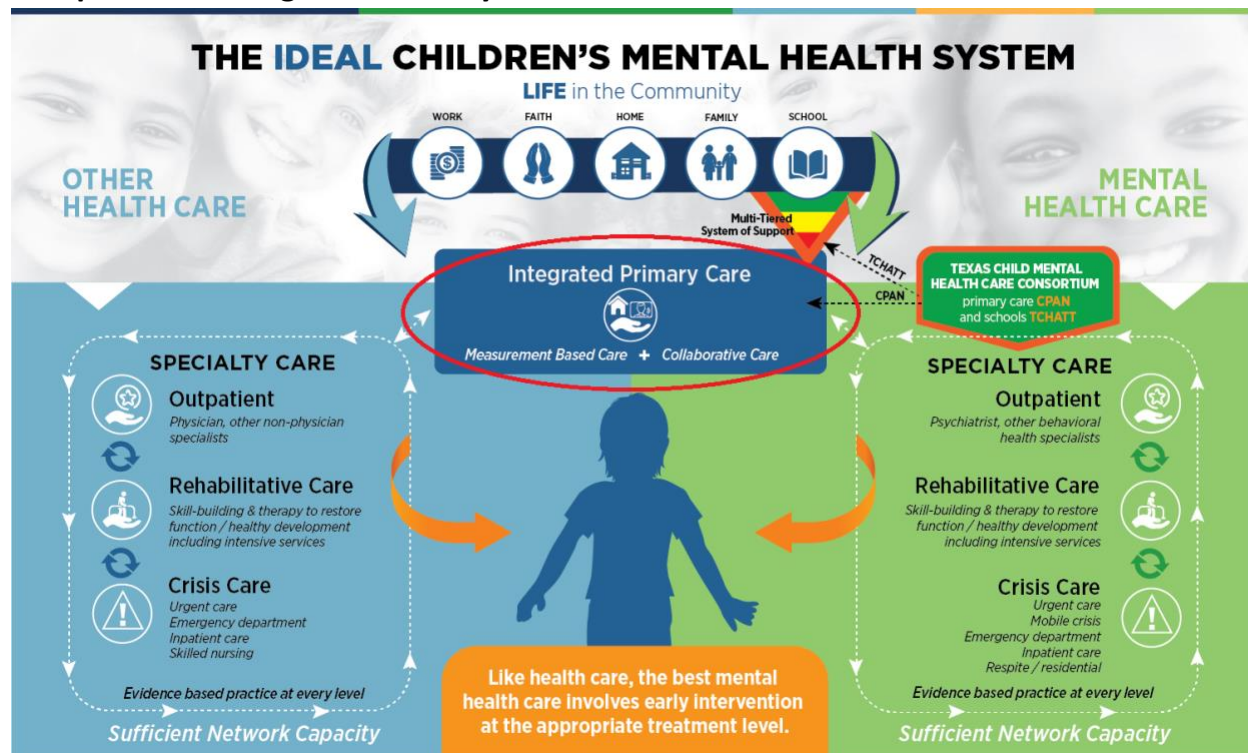 THE IDEAL CHILDREN'S MENTAL HEALTH SYSTEM
LIFE in the Community
WORK
FAITH
HOME
FAMILY
SCHOOL
OTHER
HEALTH CARE
MENTAL
HEALTH CARE
Multi-Tiered
System of Support
Integrated Primary Care
Measurement Based Care + Collaborative Care
TCHATT
CPAN
TEXAS CHILD MENTAL
HEALTH CARE CONSORTIUM
primary care CPAN
and schools TCHATT
SPECIALTY CARE
Outpatient
Physician, other non-physician
specialists
Rehabilitative Care
Skill-building & therapy to restore
function / healthy development
including intensive services
Crisis Care
Urgent care
Emergency department
Inpatient care
Skilled nursing
Evidence based practice at every level
Sufficient Network Capacity
Like health care, the best mental
health care involves early intervention
at the appropriate treatment level.
SPECIALTY CARE
Outpatient
Psychiatrist, other behavioral
health specialists
Rehabilitative Care
Skill-building & therapy to restore
function / healthy development
including intensive services
Crisis Care
Urgent care
Mobile crisis
Emergency department
Inpatient care
Respite / residential
Evidence based practice at every level
Sufficient Network Capacity